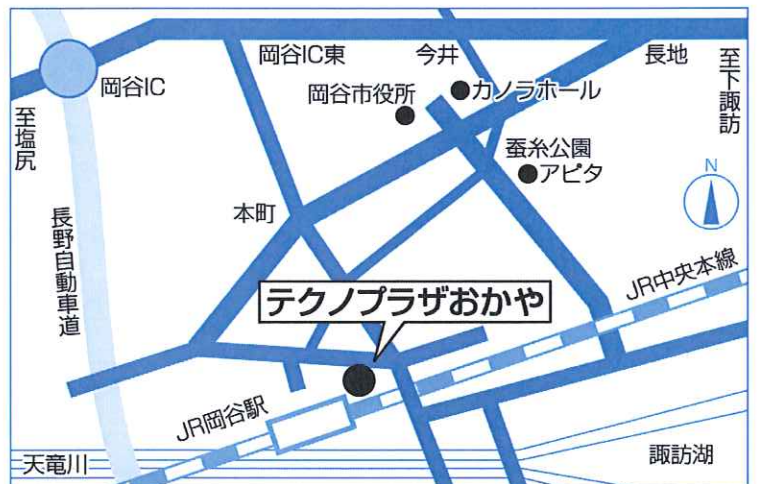 岡谷IC東
今井
長地
至下諏訪
岡谷IC
岡谷市役所
カノラホール
至塩尻
蚕糸公園
アピタ
N
本町
長野自動車道
JR中央本線
テクノプラザおかや
JR岡谷駅
天竜川
諏訪湖